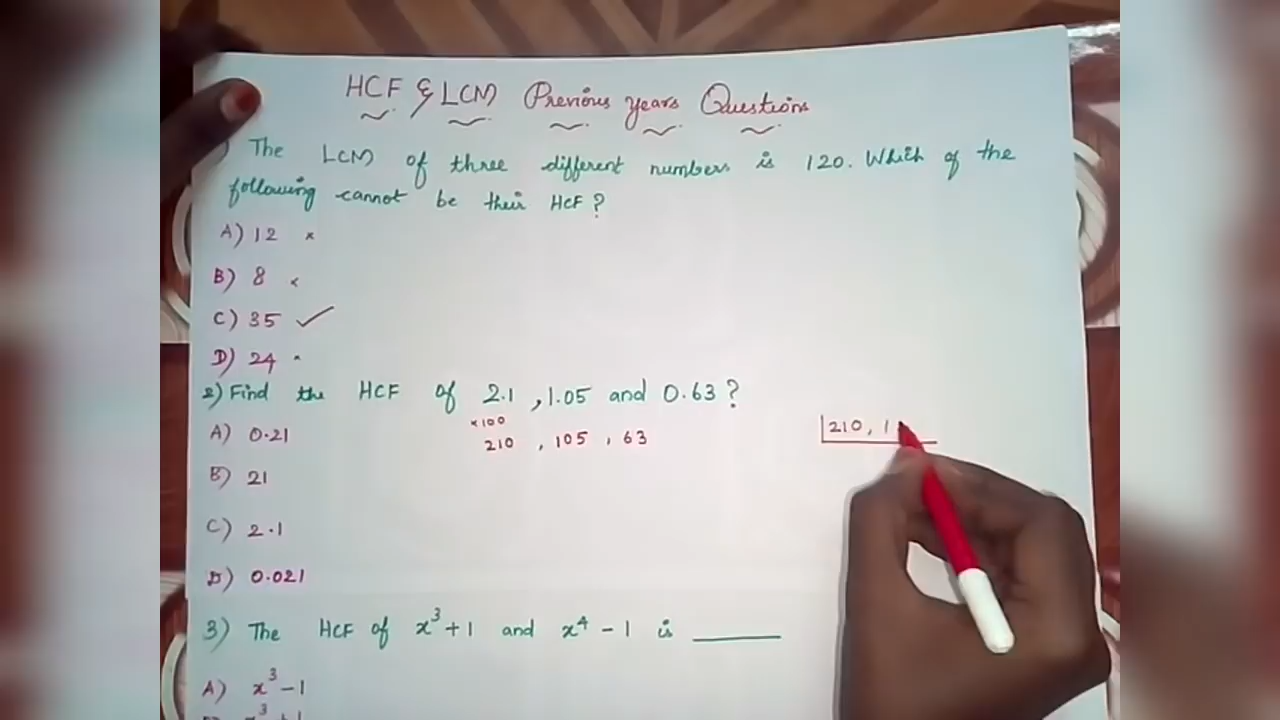 HCF & LCM Previous years Questions
) The LCM of three different numbers is 120. Which of the
following cannot be their HCF?
A) 12 ×
B) 8 ×
C) 35 ✓
D) 24
2) Find the HCF of 2.1 , 1.05 and 0.63 ?
×100
A) 0.21
210 , 105 , 63
210, 1
B) 21
C) 2.1
D) 0.021
3) The HCF of x³+1 and x⁴ - 1 is ______
A) x³-1